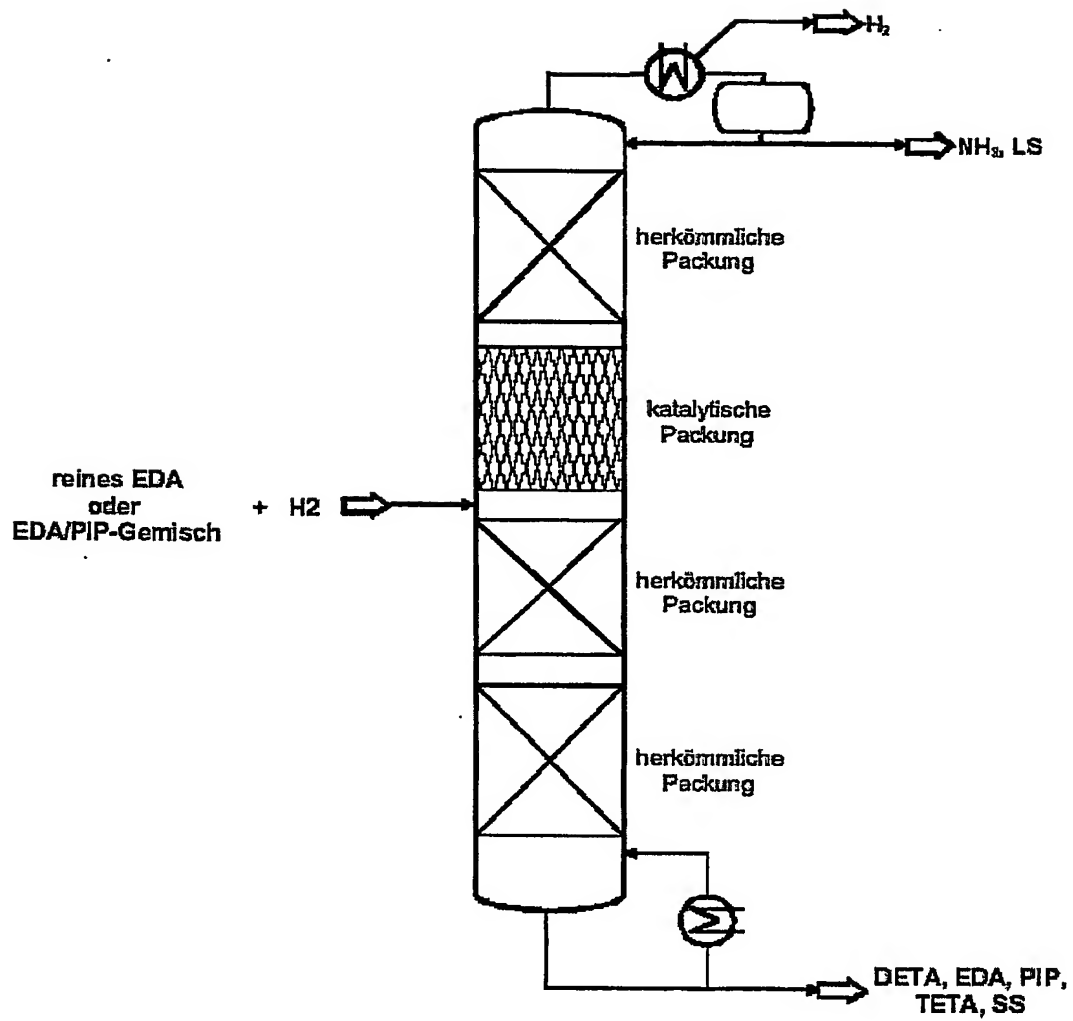 H₂
NH₃, LS
herkömmliche
Packung
katalytische
Packung
reines EDA
oder
EDA/PIP-Gemisch
+ H2
herkömmliche
Packung
herkömmliche
Packung
DETA, EDA, PIP,
TETA, SS